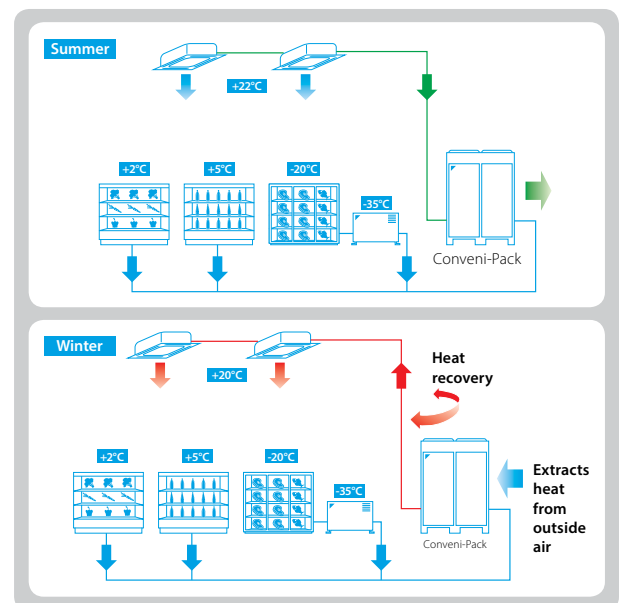 Summer
+22°C
+2°C
+5°C
-20°C
-35°C
Conveni-Pack
Winter
+20°C
Heat
recovery
+2°C
+5°C
-20°C
-35°C
Extracts
heat
from
outside
air
Conveni-Pack